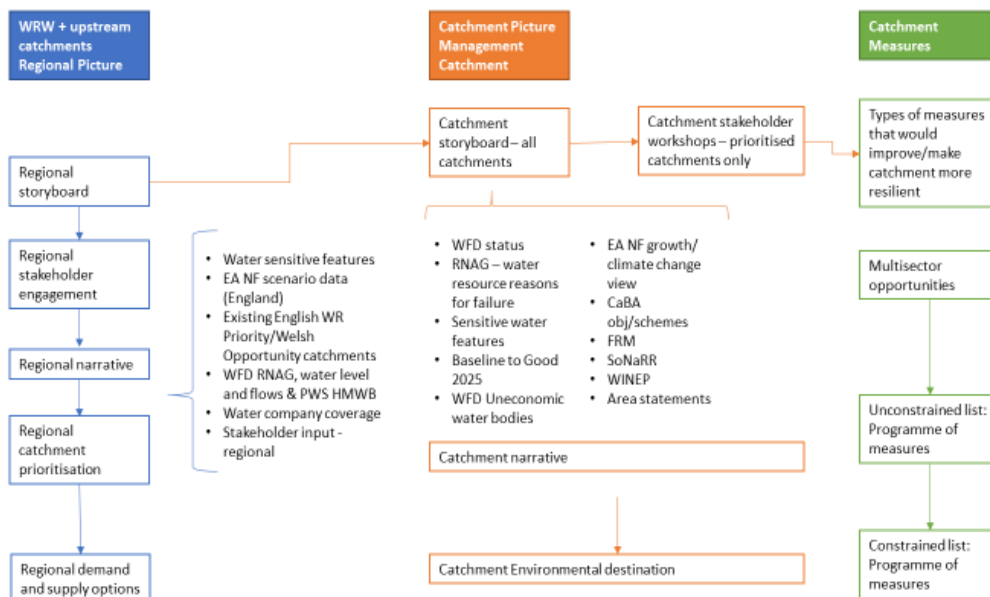 WRW + upstream
catchments
Regional Picture
Catchment Picture
Management
Catchment
Catchment
Measures
Regional
storyboard
Catchment
storyboard – all
catchments
Catchment stakeholder
workshops – prioritised
catchments only
Types of measures
that would
improve/make
catchment more
resilient
Regional
stakeholder
engagement
Regional narrative
Regional
catchment
prioritisation
Regional demand
and supply options
• Water sensitive features
• EA NF scenario data
(England)
• Existing English WR
Priority/Welsh
Opportunity catchments
• WFD RNAG, water level
and flows & PWS HMWB
• Water company coverage
• Stakeholder input -
regional
• WFD status
• RNAG – water
resource reasons
for failure
• Sensitive water
features
• Baseline to Good
2025
• WFD Uneconomic
water bodies
• EA NF growth/
climate change
view
• CaBA
obj/schemes
• FRM
• SoNaRR
• WINEP
• Area statements
Catchment narrative
Catchment Environmental destination
Multisector
opportunities
Unconstrained list:
Programme of
measures
Constrained list:
Programme of
measures